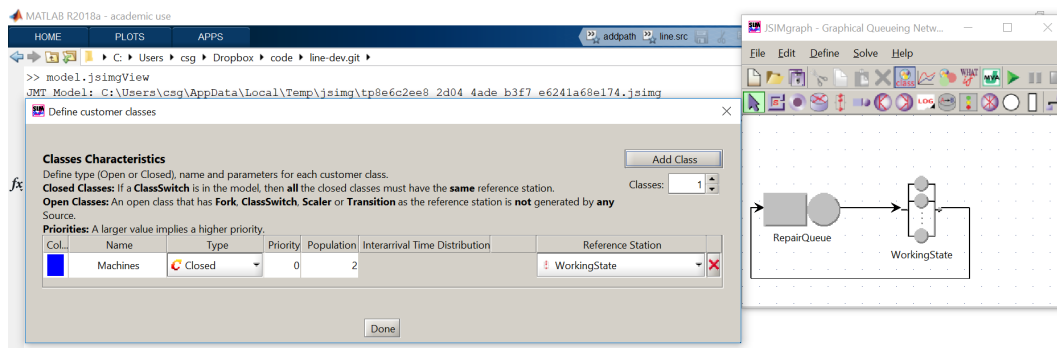 MATLAB R2018a - academic use
HOME PLOTS APPS addpath line.src
C: Users csg Dropbox code line-dev.git
>> model.jsimgView
JMT Model: C:\Users\csg\AppData\Local\Temp\jsimg\tp8e6c2ee8_2d04_4ade_b3f7_e6241a68e174.jsimg
fx
Define customer classes
Classes Characteristics
Add Class
Define type (Open or Closed), name and parameters for each customer class.
Closed Classes: If a ClassSwitch is in the model, then all the closed classes must have the same reference station.
Classes: 1
Open Classes: An open class that has Fork, ClassSwitch, Scaler or Transition as the reference station is not generated by any
Source.
Priorities: A larger value implies a higher priority.
Col... Name Type Priority Population Interarrival Time Distribution Reference Station
Machines Closed 0 2 WorkingState
Done
JSIMgraph - Graphical Queueing Netw...
File Edit Define Solve Help
WHAT IF MVA
LOG
RepairQueue
WorkingState